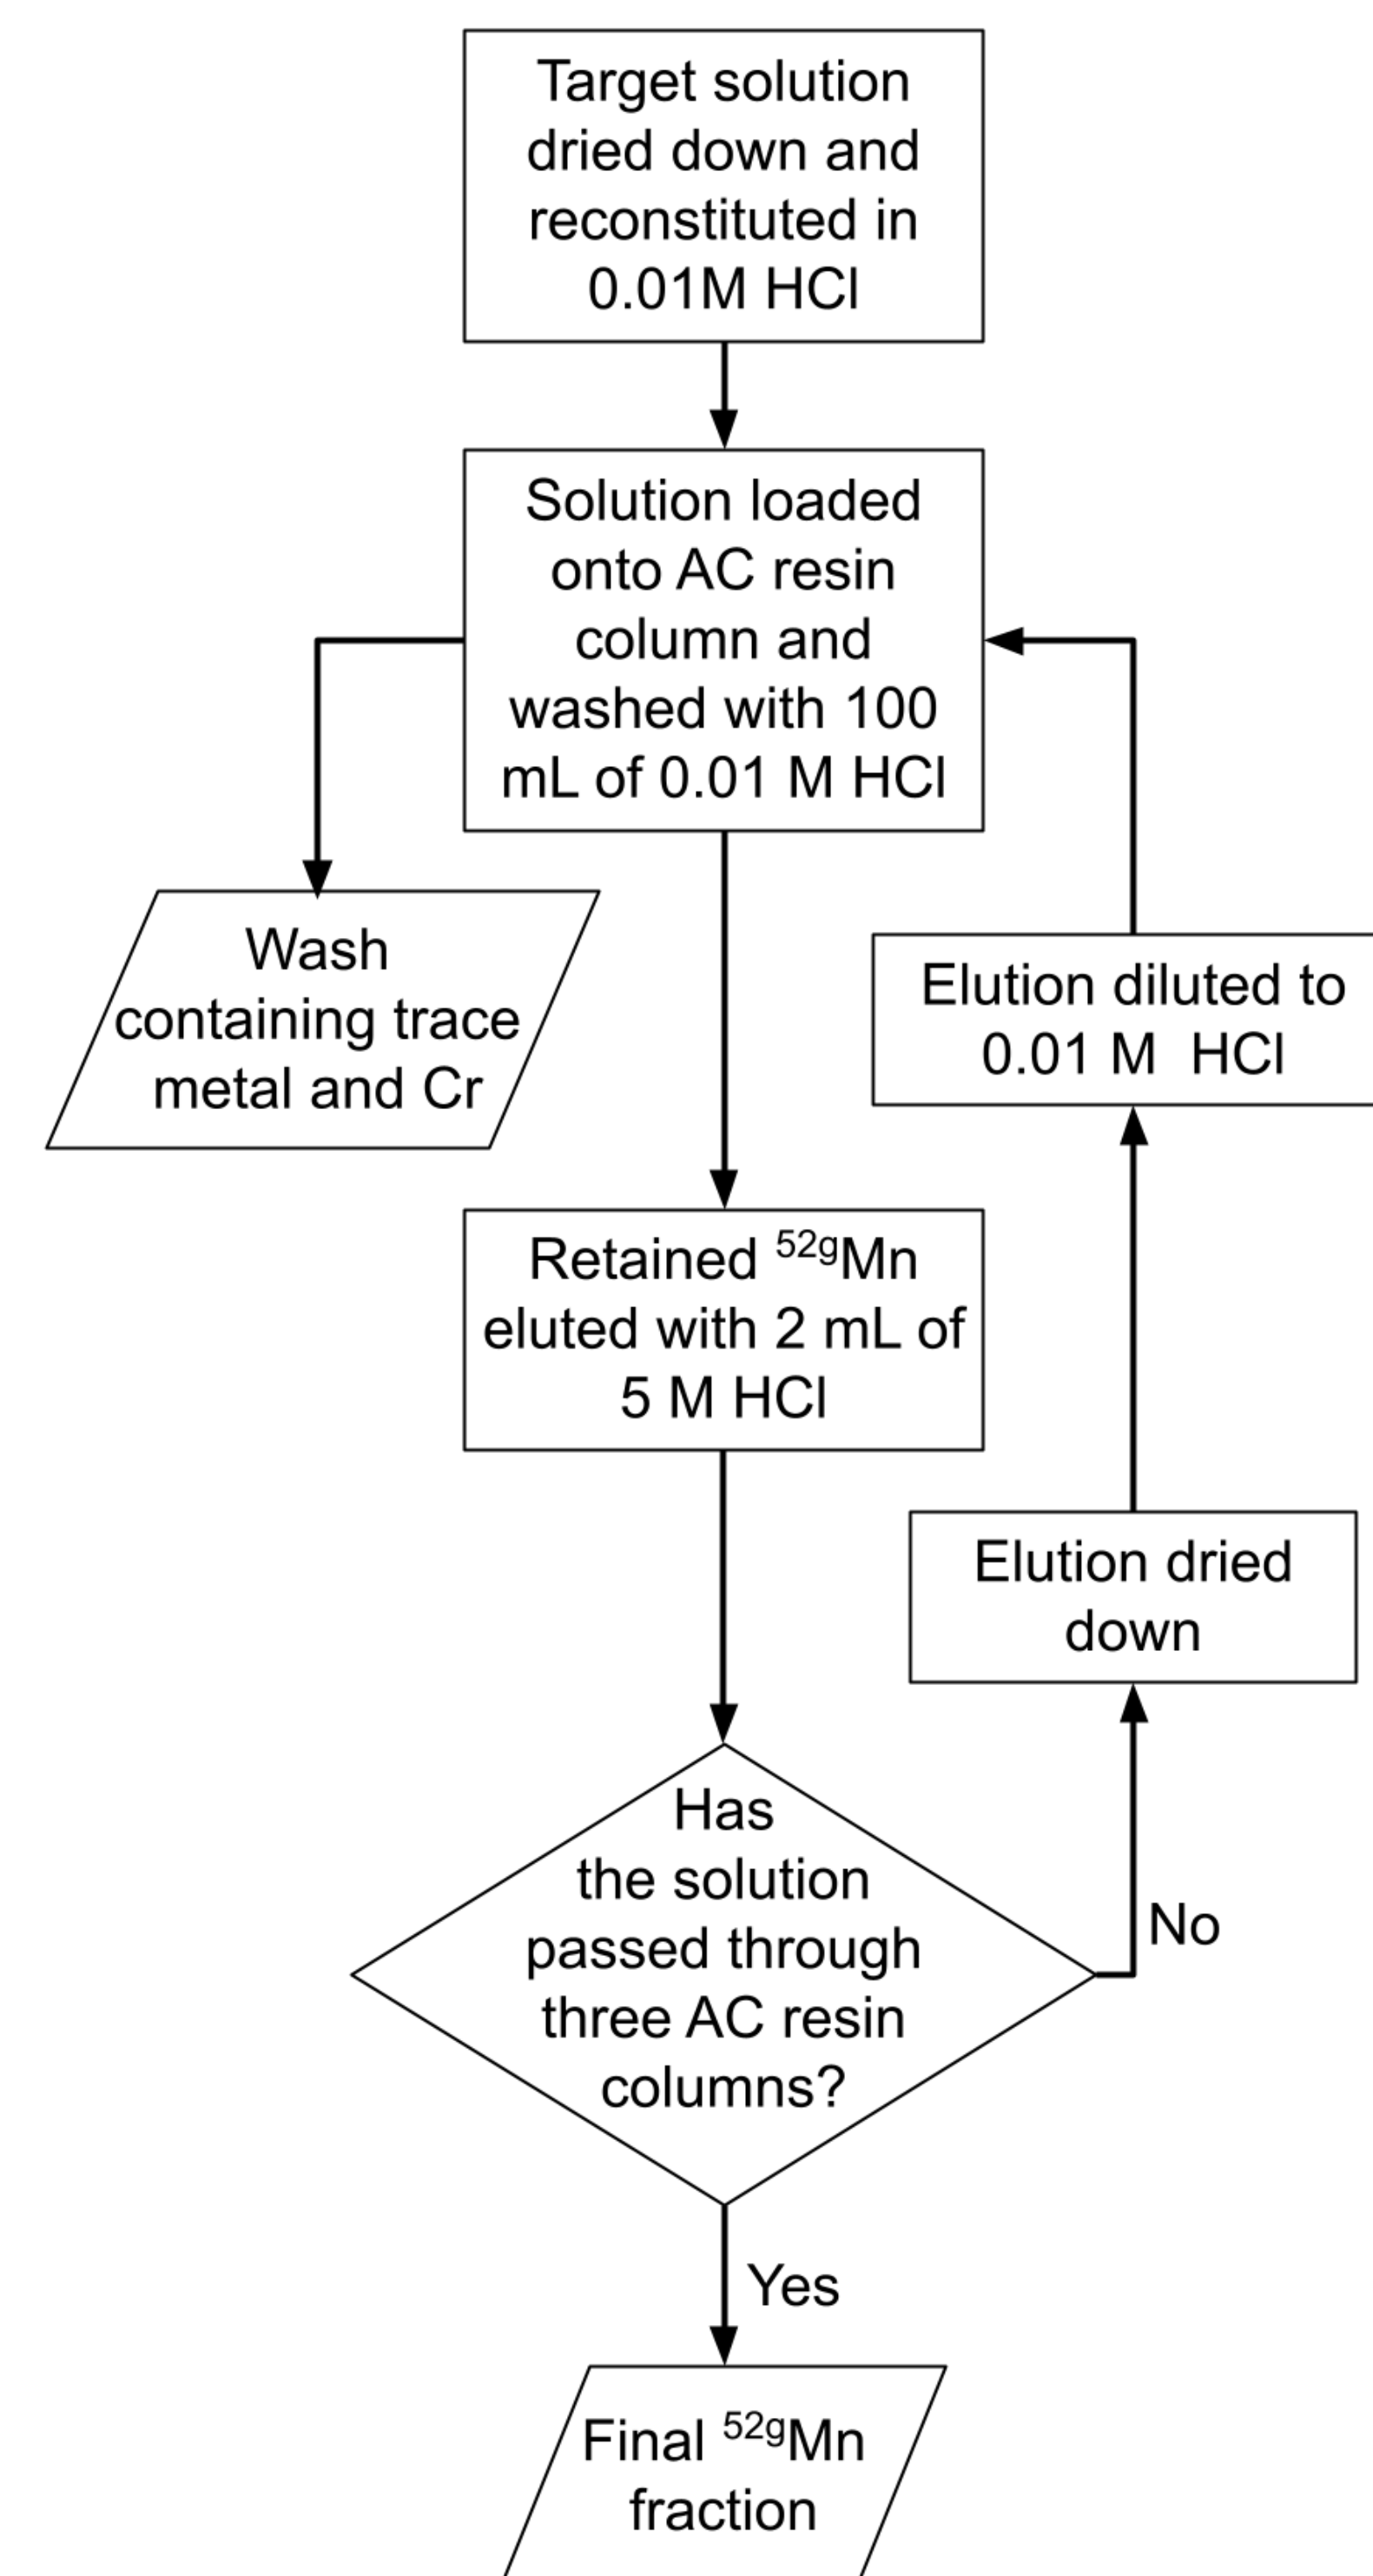 Target solution
dried down and
reconstituted in
0.01M HCl
Solution loaded
onto AC resin
column and
washed with 100
mL of 0.01 M HCl
Wash
containing trace
metal and Cr
Elution diluted to
0.01 M  HCl
Retained ⁵²ᵍMn
eluted with 2 mL of
5 M HCl
Elution dried
down
Has
the solution
passed through
three AC resin
columns?
No
Yes
Final ⁵²ᵍMn
fraction